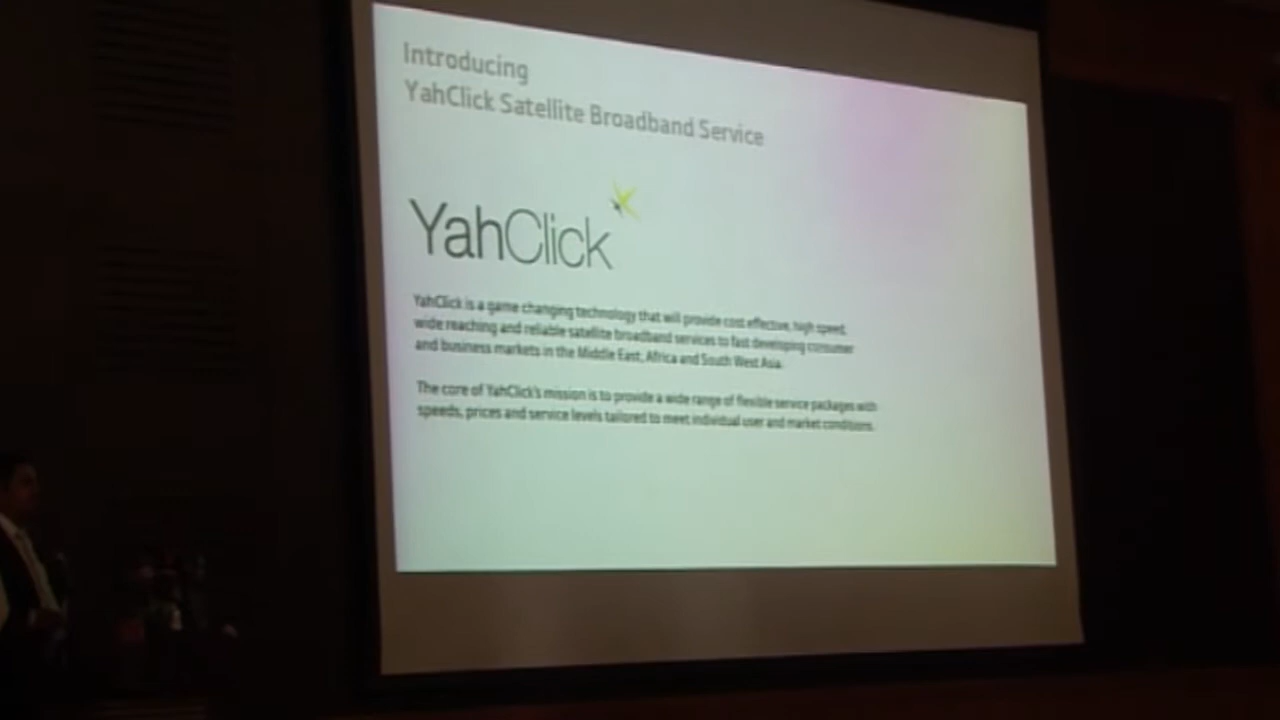 Introducing
YahClick Satellite Broadband Service
YahClick
YahClick is a game changing technology that will provide cost effective, high speed,
wide reaching and reliable satellite broadband services to fast developing consumer
and business markets in the Middle East, Africa and South West Asia.
The core of YahClick's mission is to provide a wide range of flexible service packages with
speeds, prices and service levels tailored to meet individual user and market conditions.